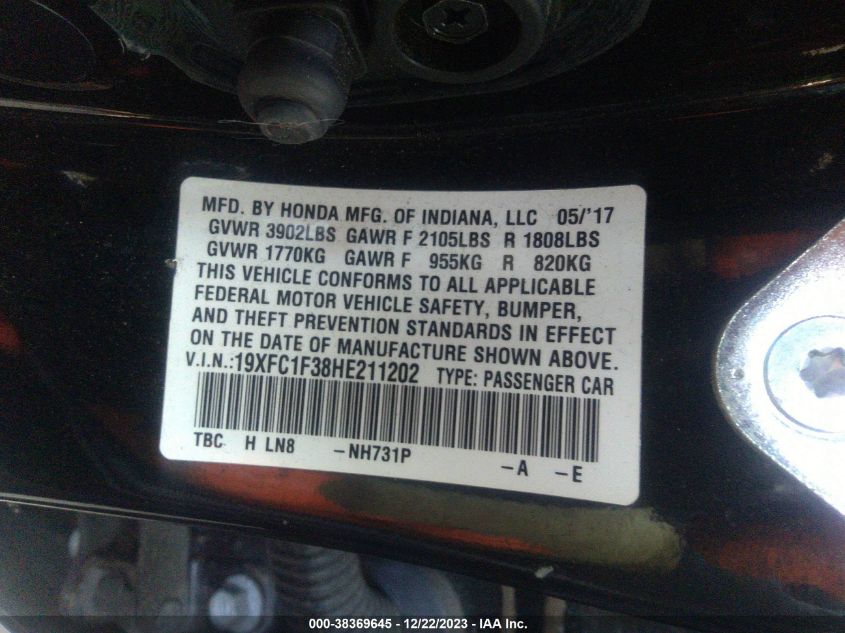 MFD. BY HONDA MFG. OF INDIANA, LLC 05/'17
GVWR 3902LBS GAWR F 2105LBS R 1808LBS
GVWR 1770KG GAWR F 955KG R 820KG
THIS VEHICLE CONFORMS TO ALL APPLICABLE
FEDERAL MOTOR VEHICLE SAFETY, BUMPER,
AND THEFT PREVENTION STANDARDS IN EFFECT
ON THE DATE OF MANUFACTURE SHOWN ABOVE.
V.I.N.:19XFC1F38HE211202 TYPE: PASSENGER CAR
TBC H LN8 -NH731P -A -E
000-38369645 - 12/22/2023 - IAA Inc.